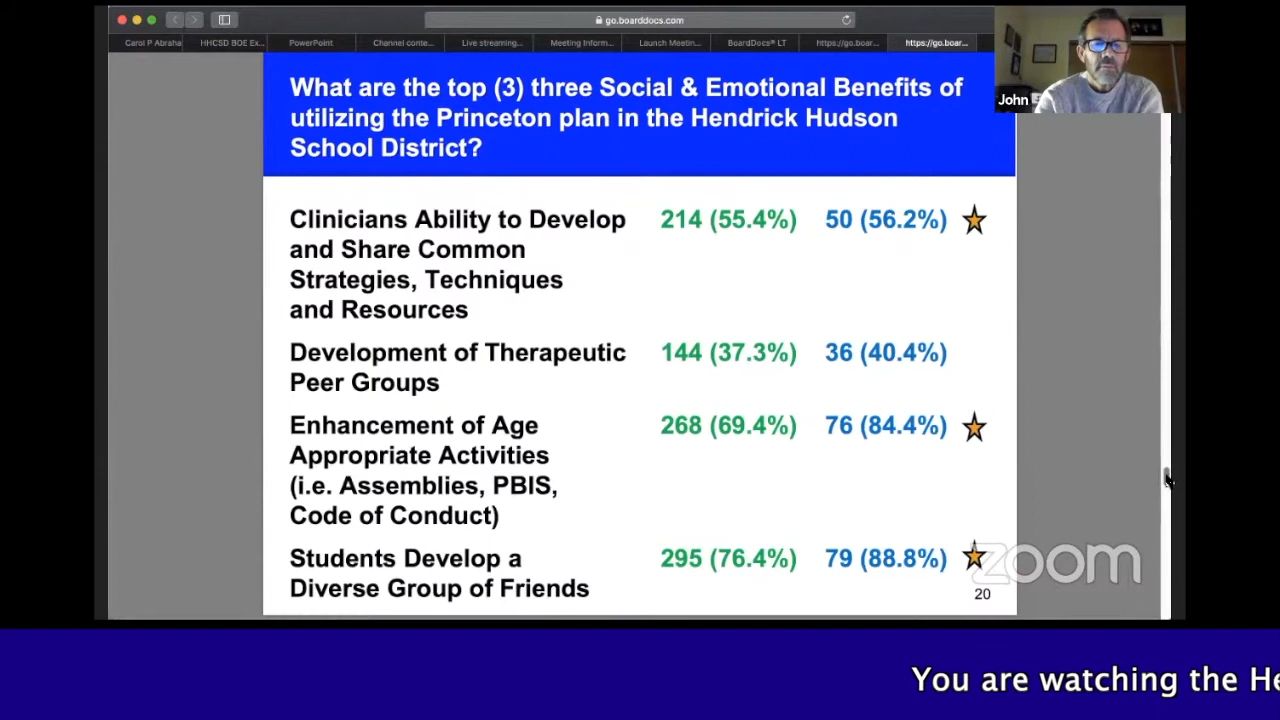 go.boarddocs.com
Carol P Abraha
HHCSD BOE Ex...
PowerPoint
Channel conte...
Live streaming...
Meeting Inform...
Launch Meetin...
BoardDocs® LT
https://go.boar...
https://go.boar...
What are the top (3) three Social & Emotional Benefits of
utilizing the Princeton plan in the Hendrick Hudson
School District?
John
Clinicians Ability to Develop 214 (55.4%) 50 (56.2%)
and Share Common
Strategies, Techniques
and Resources
Development of Therapeutic 144 (37.3%) 36 (40.4%)
Peer Groups
Enhancement of Age 268 (69.4%) 76 (84.4%)
Appropriate Activities
(i.e. Assemblies, PBIS,
Code of Conduct)
Students Develop a 295 (76.4%) 79 (88.8%)
Diverse Group of Friends
zoom
20
You are watching the He